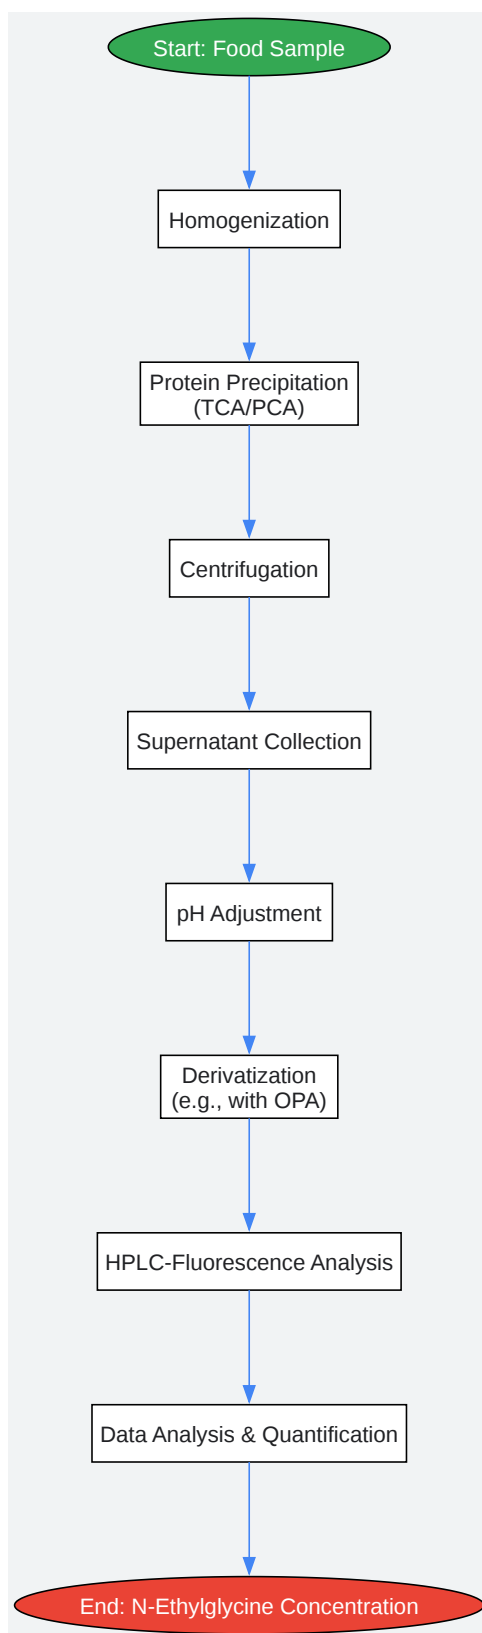 Start: Food Sample
Homogenization
Protein Precipitation
(TCA/PCA)
Centrifugation
Supernatant Collection
pH Adjustment
Derivatization
(e.g., with OPA)
HPLC-Fluorescence Analysis
Data Analysis & Quantification
End: N-Ethylglycine Concentration